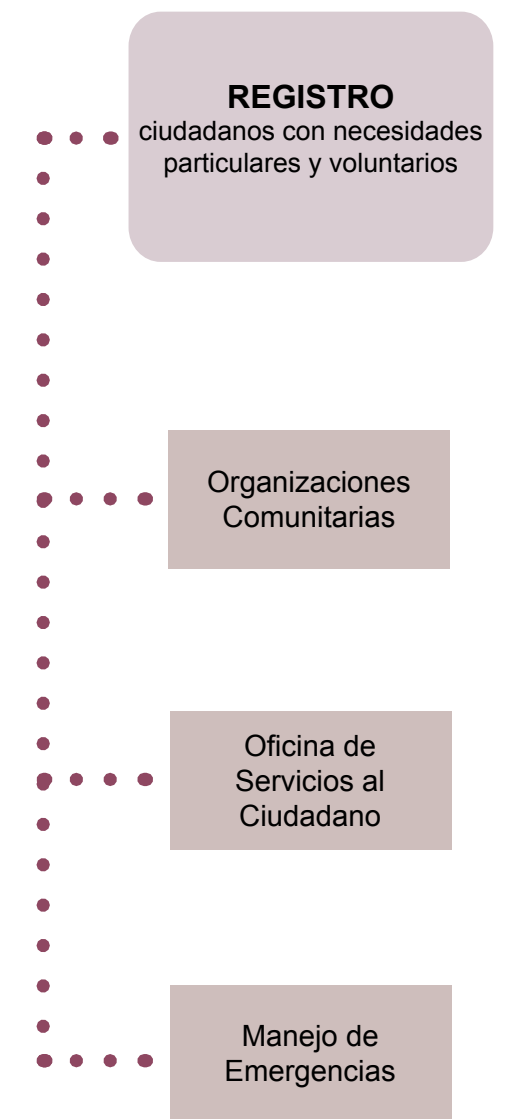 REGISTRO
ciudadanos con necesidades
particulares y voluntarios
Organizaciones
Comunitarias
Oficina de
Servicios al
Ciudadano
Manejo de
Emergencias